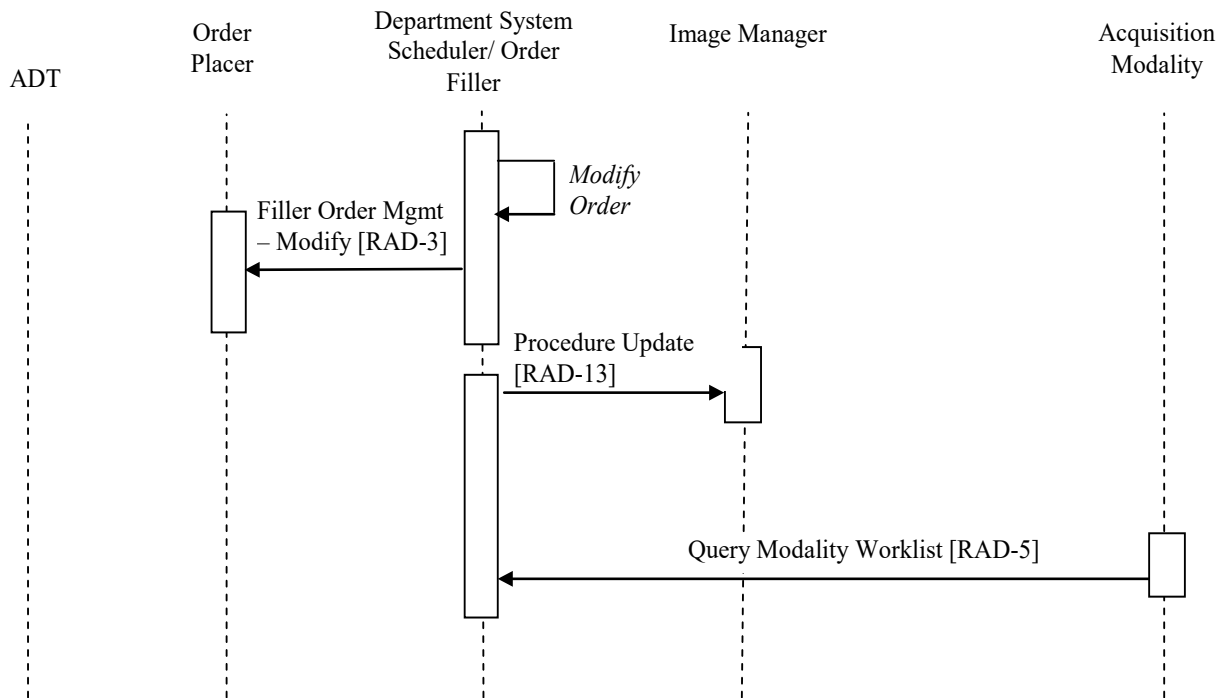 ADT
Order
Placer
Department System
Scheduler/ Order
Filler
Image Manager
Acquisition
Modality
Modify
Order
Filler Order Mgmt
– Modify [RAD-3]
Procedure Update
[RAD-13]
Query Modality Worklist [RAD-5]